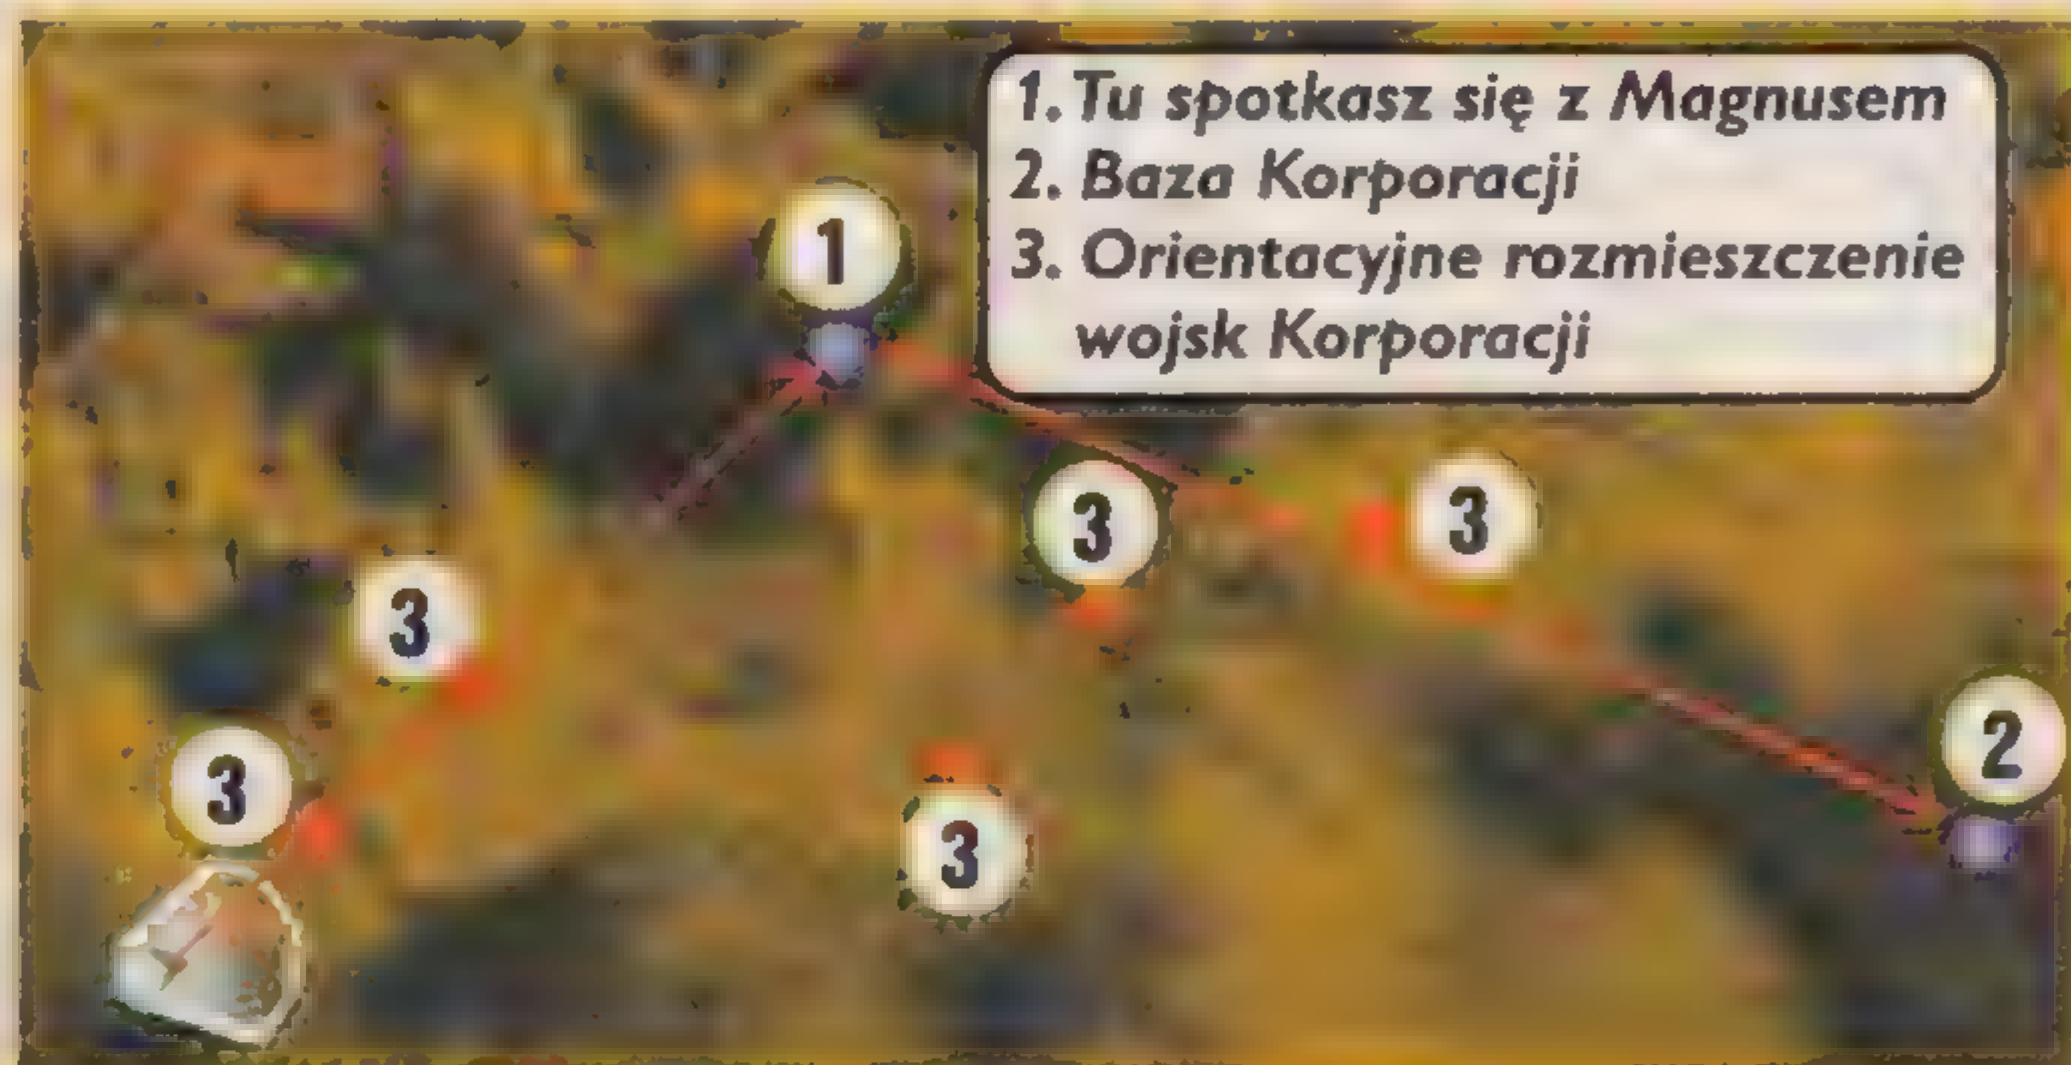 1. Tu spotkasz się z Magnusem
2. Baza Korporacji
3. Orientacyjne rozmieszczenie
wojsk Korporacji
1
3
3
3
2
3
3